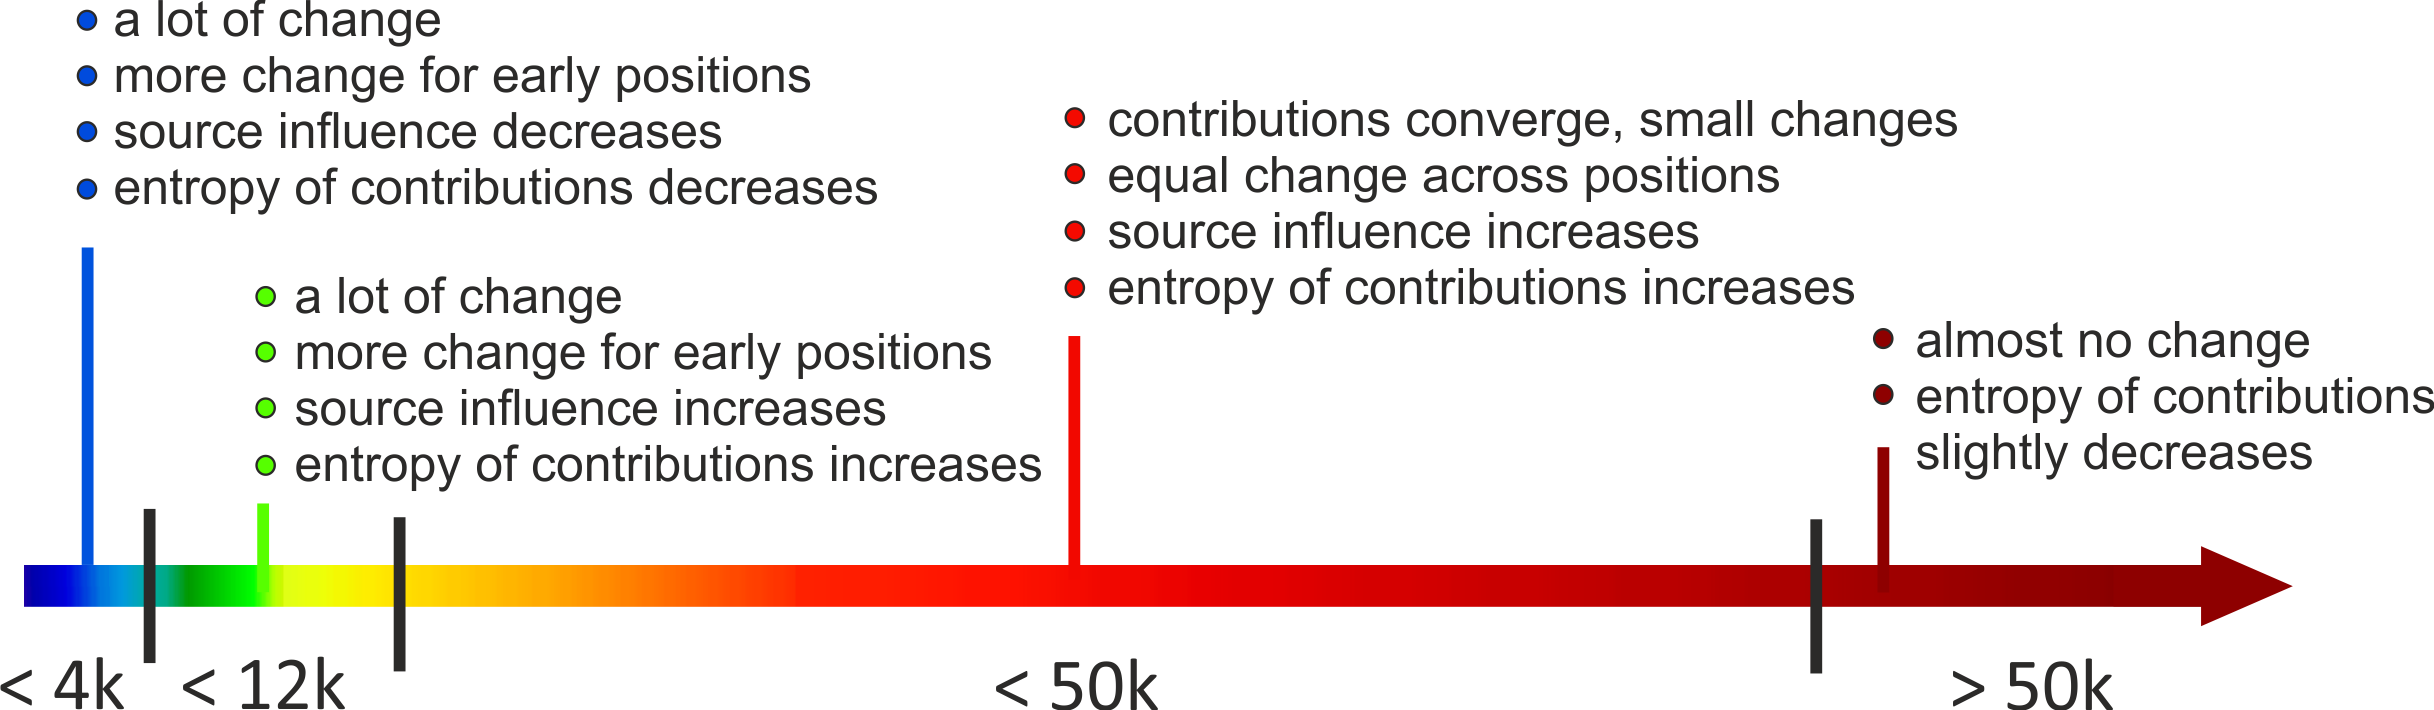 a lot of change
more change for early positions
source influence decreases
entropy of contributions decreases
a lot of change
more change for early positions
source influence increases
entropy of contributions increases
contributions converge, small changes
equal change across positions
source influence increases
entropy of contributions increases
almost no change
entropy of contributions
slightly decreases
< 4k
< 12k
< 50k
> 50k